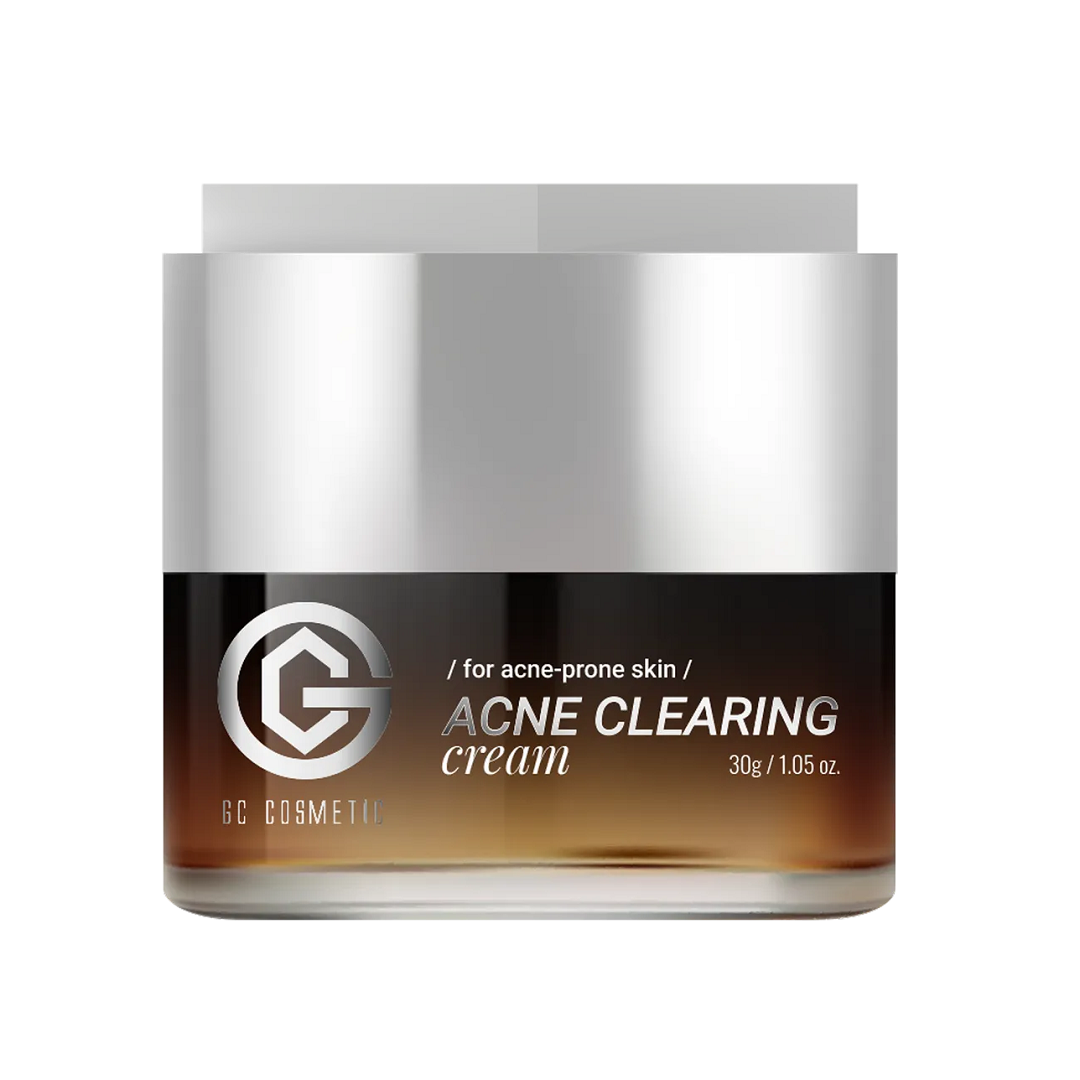 / for acne-prone skin /
ACNE CLEARING
cream
30g / 1.05 oz.
GC COSMETIC